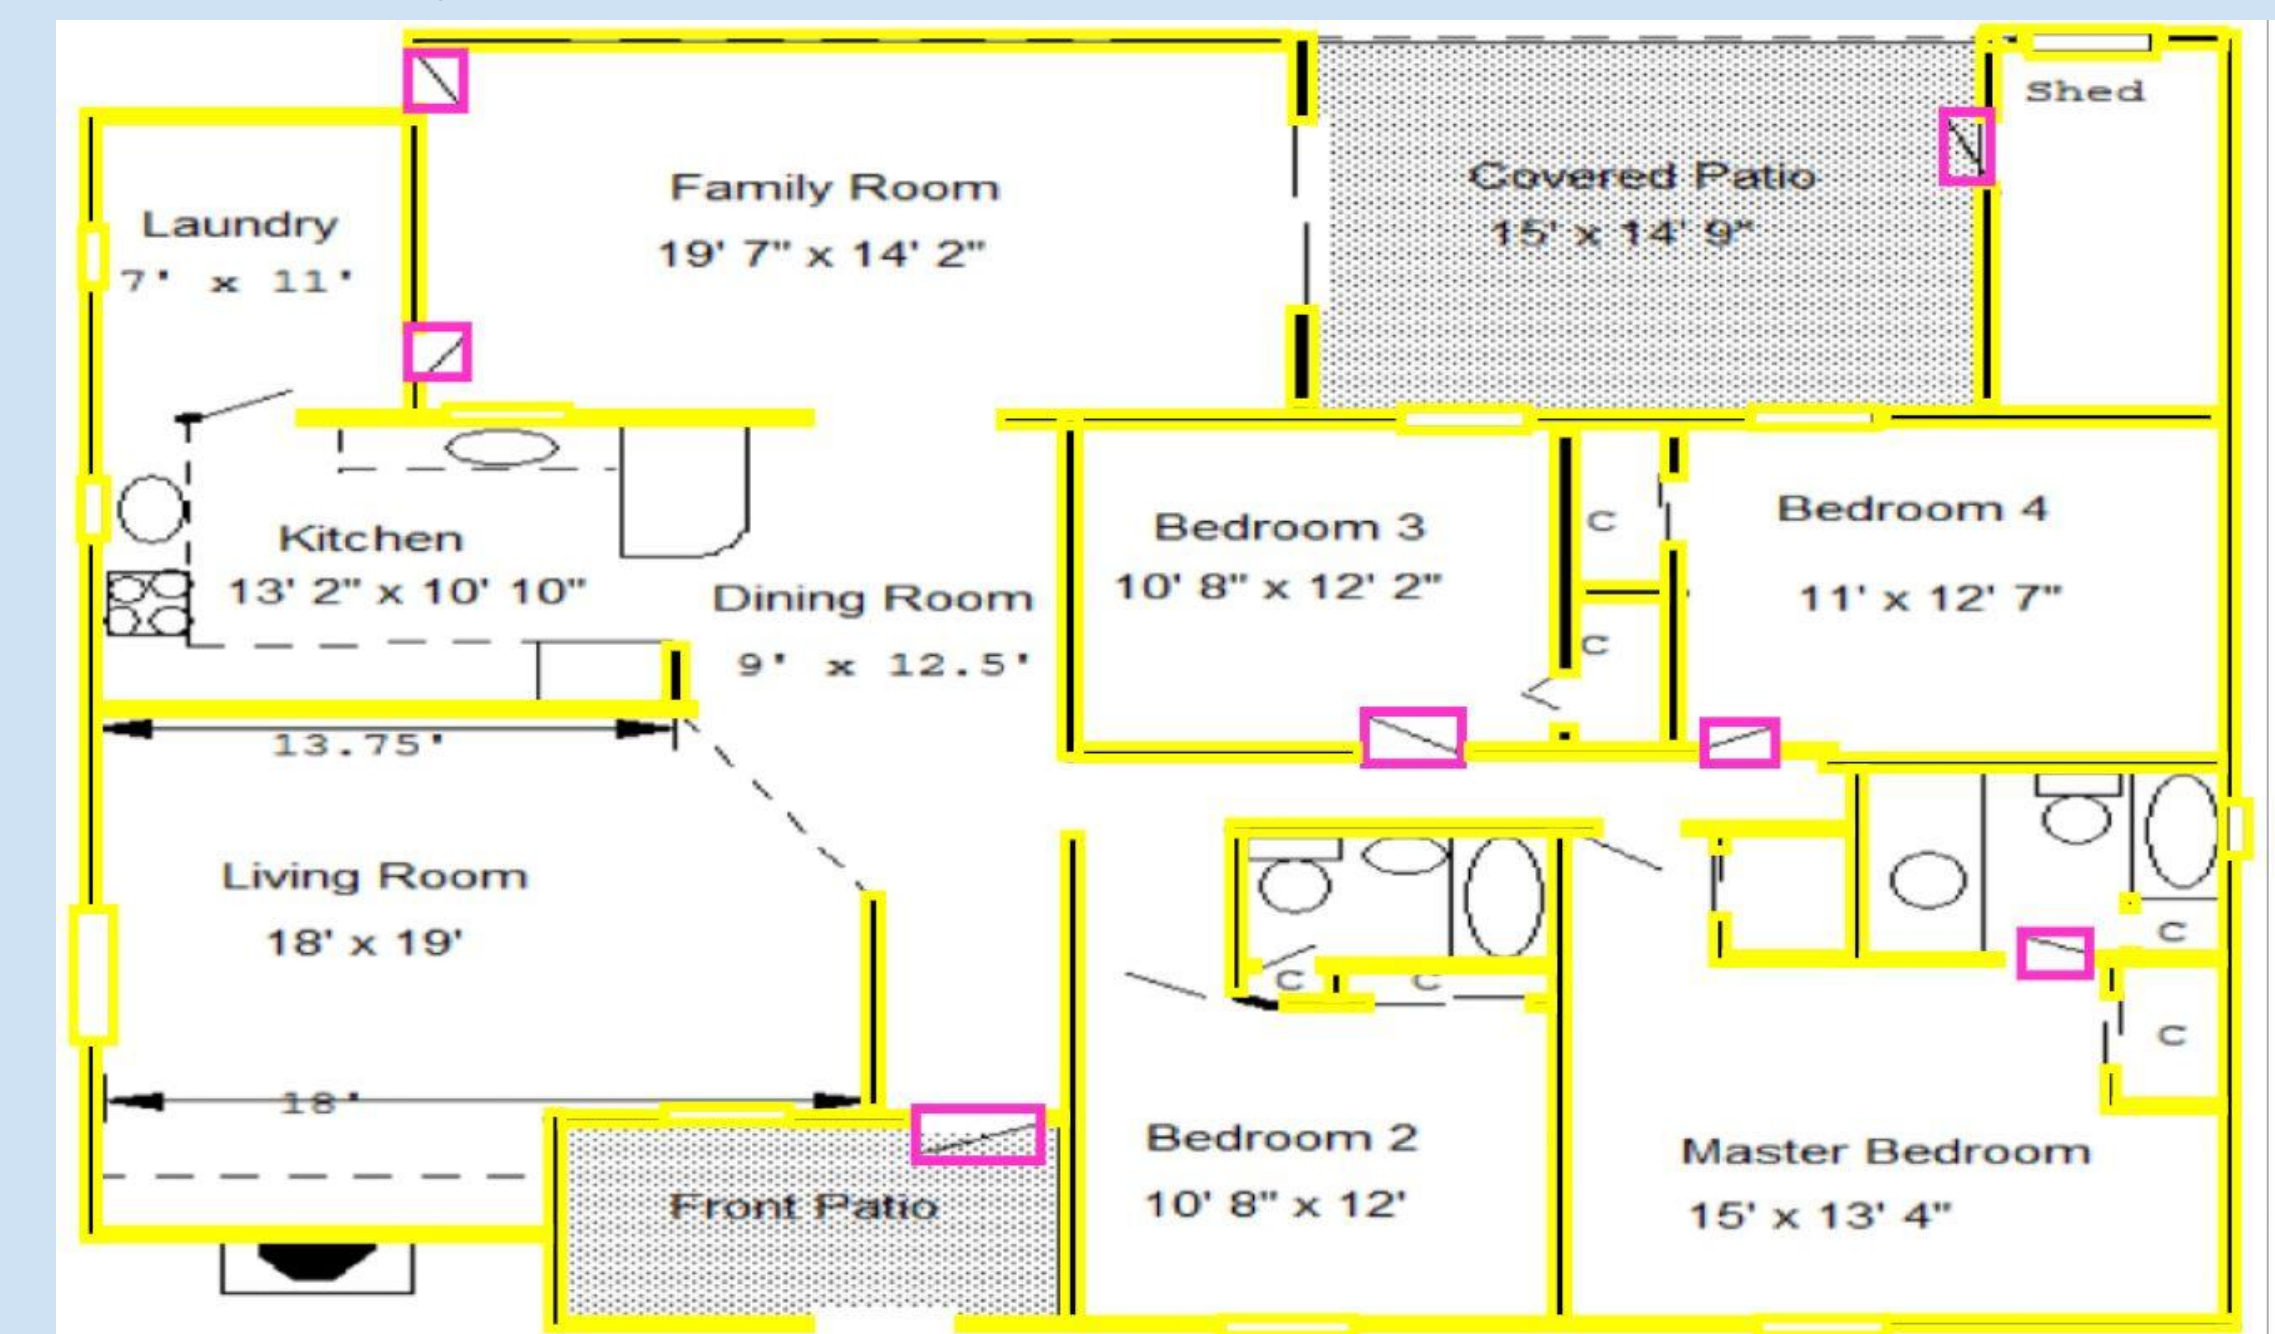 Shed
Family Room
19' 7" x 14' 2"
Covered Patio
15' x 14' 9"
Laundry
7' x 11'
Kitchen
13' 2" x 10' 10"
Dining Room
9' x 12.5'
Bedroom 3
10' 8" x 12' 2"
C
C
Bedroom 4
11' x 12' 7"
13.75'
Living Room
18' x 19'
18'
C
C
C
C
Front Patio
Bedroom 2
10' 8" x 12'
Master Bedroom
15' x 13' 4"